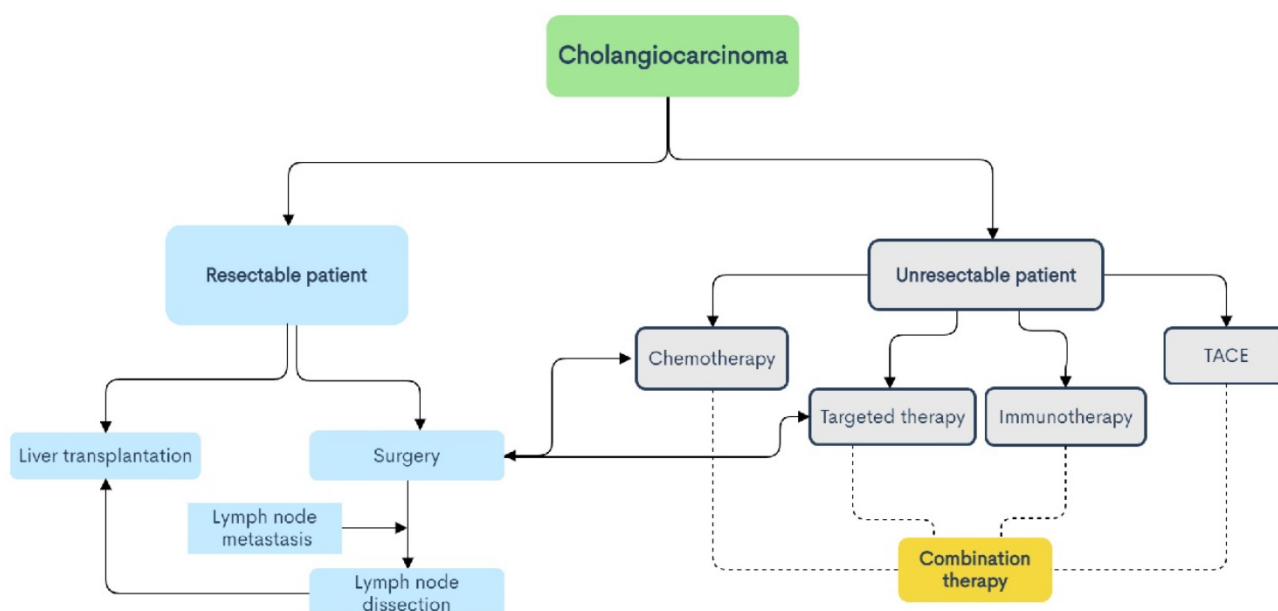 Cholangiocarcinoma
Resectable patient
Unresectable patient
Chemotherapy
TACE
Targeted therapy
Immunotherapy
Liver transplantation
Surgery
Lymph node
metastasis
Combination
therapy
Lymph node
dissection